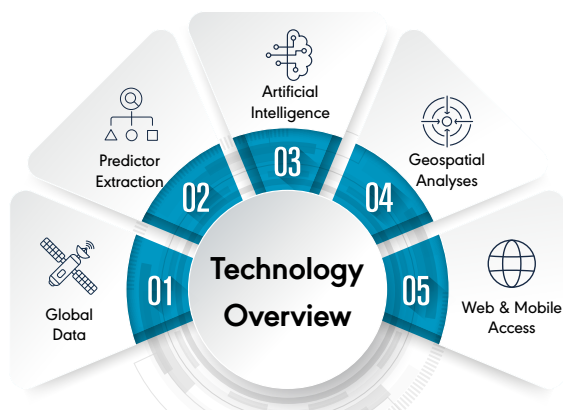 Technology
Overview
01
Global
Data
02
Predictor
Extraction
03
Artificial
Intelligence
04
Geospatial
Analyses
05
Web & Mobile
Access